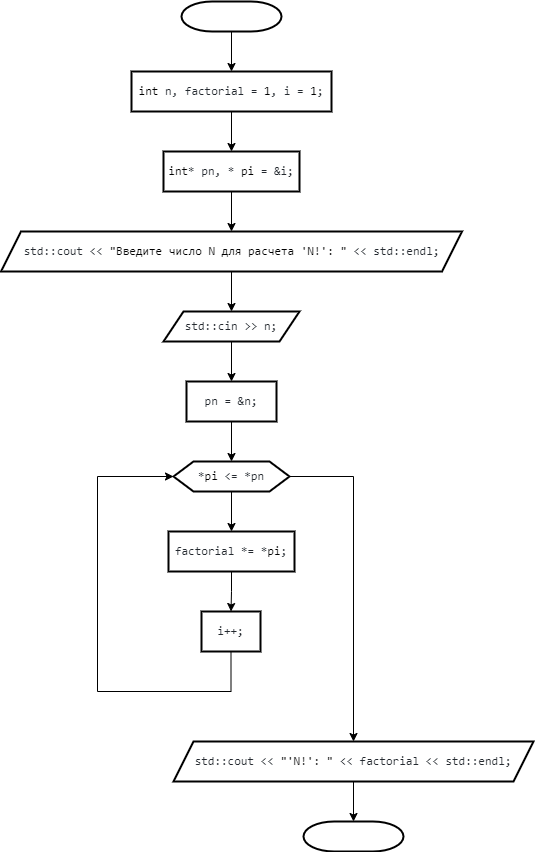 int n, factorial = 1, i = 1;
int* pn, * pi = &i;
std::cout << "Введите число N для расчета 'N!': " << std::endl;
std::cin >> n;
pn = &n;
*pi <= *pn
factorial *= *pi;
i++;
std::cout << "'N!': " << factorial << std::endl;